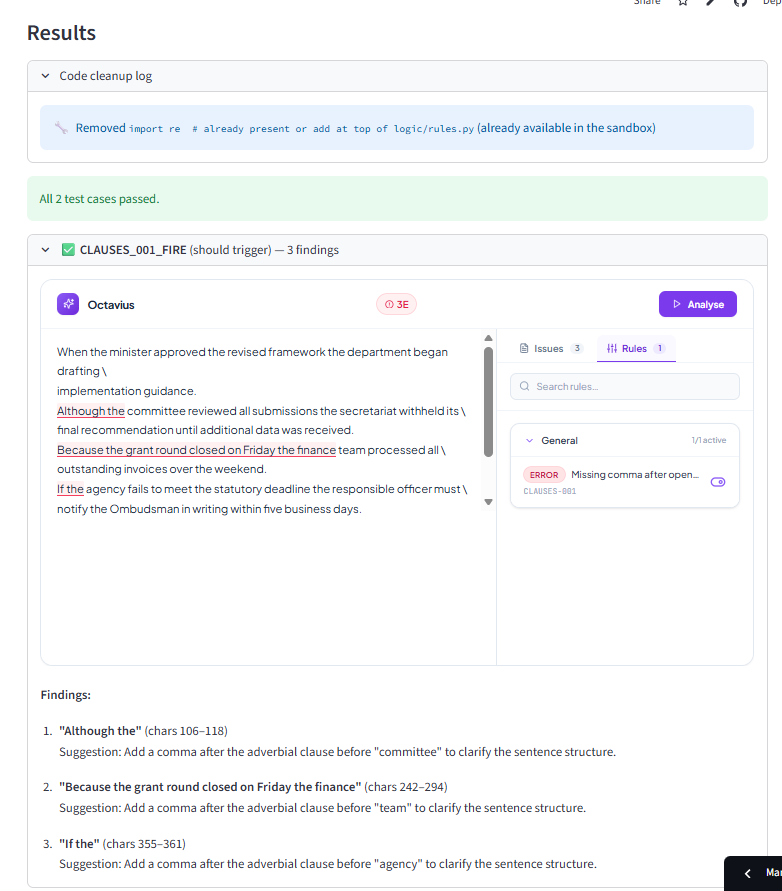 Share
Results
Code cleanup log
Removed import re # already present or add at top of logic/rules.py (already available in the sandbox)
All 2 test cases passed.
CLAUSES_001_FIRE (should trigger) — 3 findings
Octavius
3E
Analyse
When the minister approved the revised framework the department began
drafting \
implementation guidance.
Although the committee reviewed all submissions the secretariat withheld its \
final recommendation until additional data was received.
Because the grant round closed on Friday the finance team processed all \
outstanding invoices over the weekend.
If the agency fails to meet the statutory deadline the responsible officer must \
notify the Ombudsman in writing within five business days.
Issues 3
Rules 1
Search rules...
General
1/1 active
ERROR Missing comma after open...
CLAUSES-001
Findings:
1. "Although the" (chars 106–118)
Suggestion: Add a comma after the adverbial clause before "committee" to clarify the sentence structure.
2. "Because the grant round closed on Friday the finance" (chars 242–294)
Suggestion: Add a comma after the adverbial clause before "team" to clarify the sentence structure.
3. "If the" (chars 355–361)
Suggestion: Add a comma after the adverbial clause before "agency" to clarify the sentence structure.